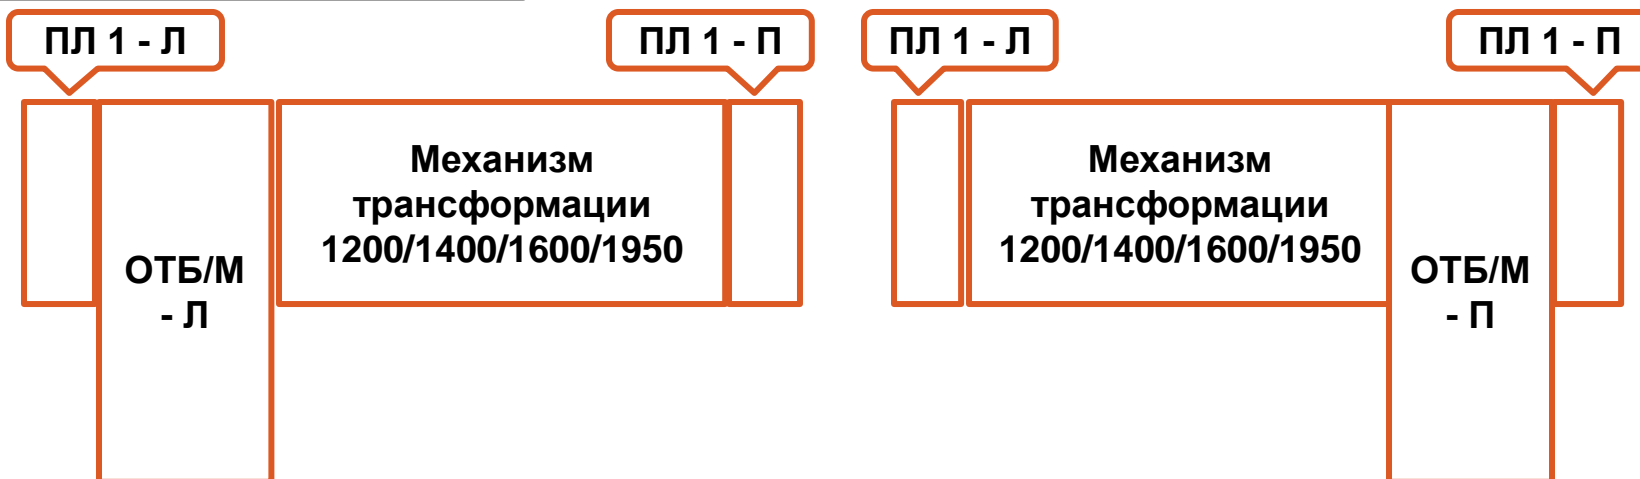 ПЛ 1 - Л
ПЛ 1 - П
ОТБ/М
- Л
Механизм
трансформации
1200/1400/1600/1950
ПЛ 1 - Л
ПЛ 1 - П
Механизм
трансформации
1200/1400/1600/1950
ОТБ/М
- П